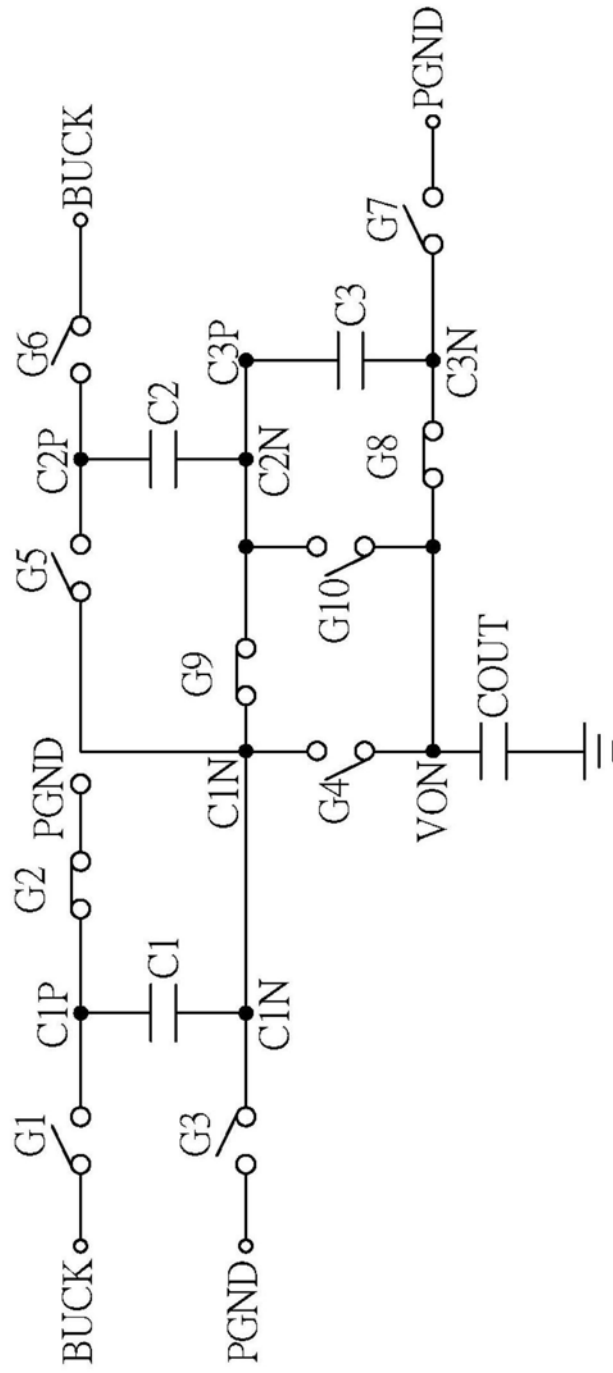 BUCK
G1
C1P
G2
PGND
G5
C2P
G6
BUCK
C1
C2
PGND
G3
C1N
C1N
G9
C2N
C3P
G4
G10
C3
VON
G8
C3N
G7
PGND
COUT